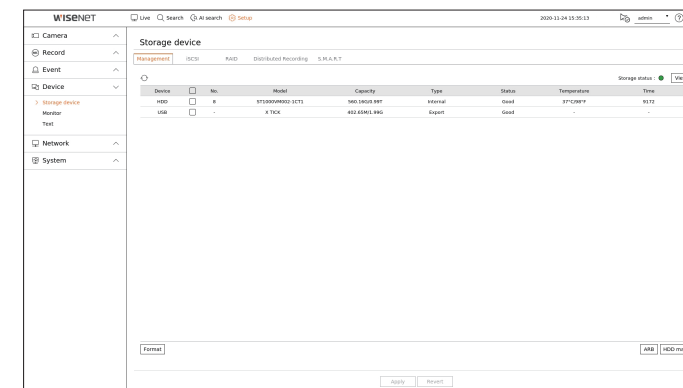 WISENET Live Search AI search Setup 2020-11-24 15:35:13 admin ?
Camera
Record
Event
Device
Storage device
Monitor
Text
Network
System
Storage device
Management iSCSI RAID Distributed Recording S.M.A.R.T
Storage status :
Device No. Model Capacity Type Status Temperature Time
HDD 8 ST1000VM002-1CT1 560.16G/0.99T Internal Good 37°C/98°F 9172
USB - X TICK 402.65M/1.99G Export Good - -
Format ARB
Apply Revert